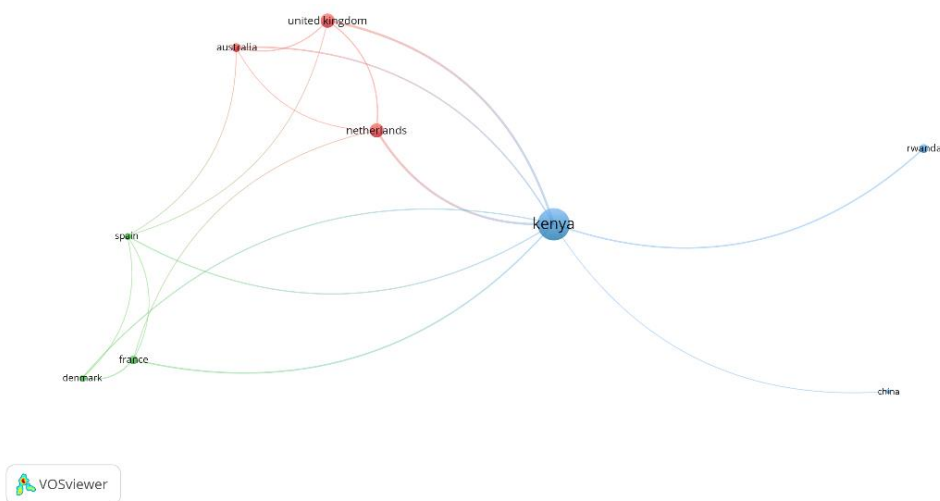 united kingdom
australia
netherlands
rwanda
kenya
spain
france
denmark
china
VOSviewer